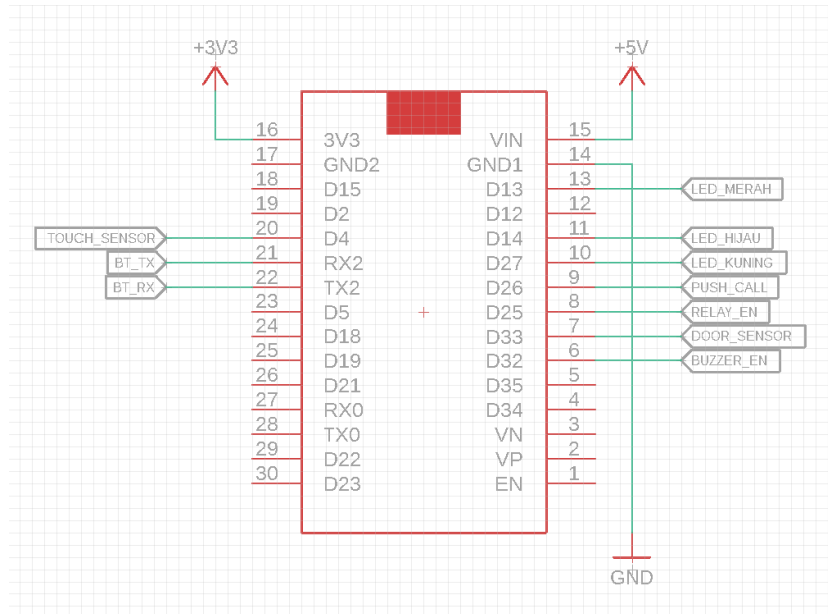 +3V3 +5V
16 3V3 VIN 15
17 GND2 GND1 14
18 D15 D13 13 LED_MERAH
19 D2 D12 12
TOUCH_SENSOR 20 D4 D14 11 LED_HIJAU
BT_TX 21 RX2 D27 10 LED_KUNING
BT_RX 22 TX2 D26 9 PUSH_CALL
23 D5 D25 8 RELAY_EN
24 D18 D33 7 DOOR_SENSOR
25 D19 D32 6 BUZZER_EN
26 D21 D35 5
27 RX0 D34 4
28 TX0 VN 3
29 D22 VP 2
30 D23 EN 1
GND